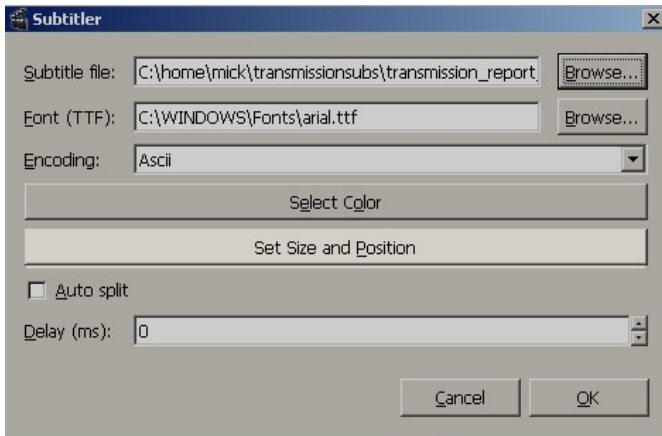 Subtitler
Subtitle file: C:\home\mick\transmissionsubs\transmission_report_ Browse...
Font (TTF): C:\WINDOWS\Fonts\arial.ttf Browse...
Encoding: Ascii
Select Color
Set Size and Position
Auto split
Delay (ms): 0
Cancel OK